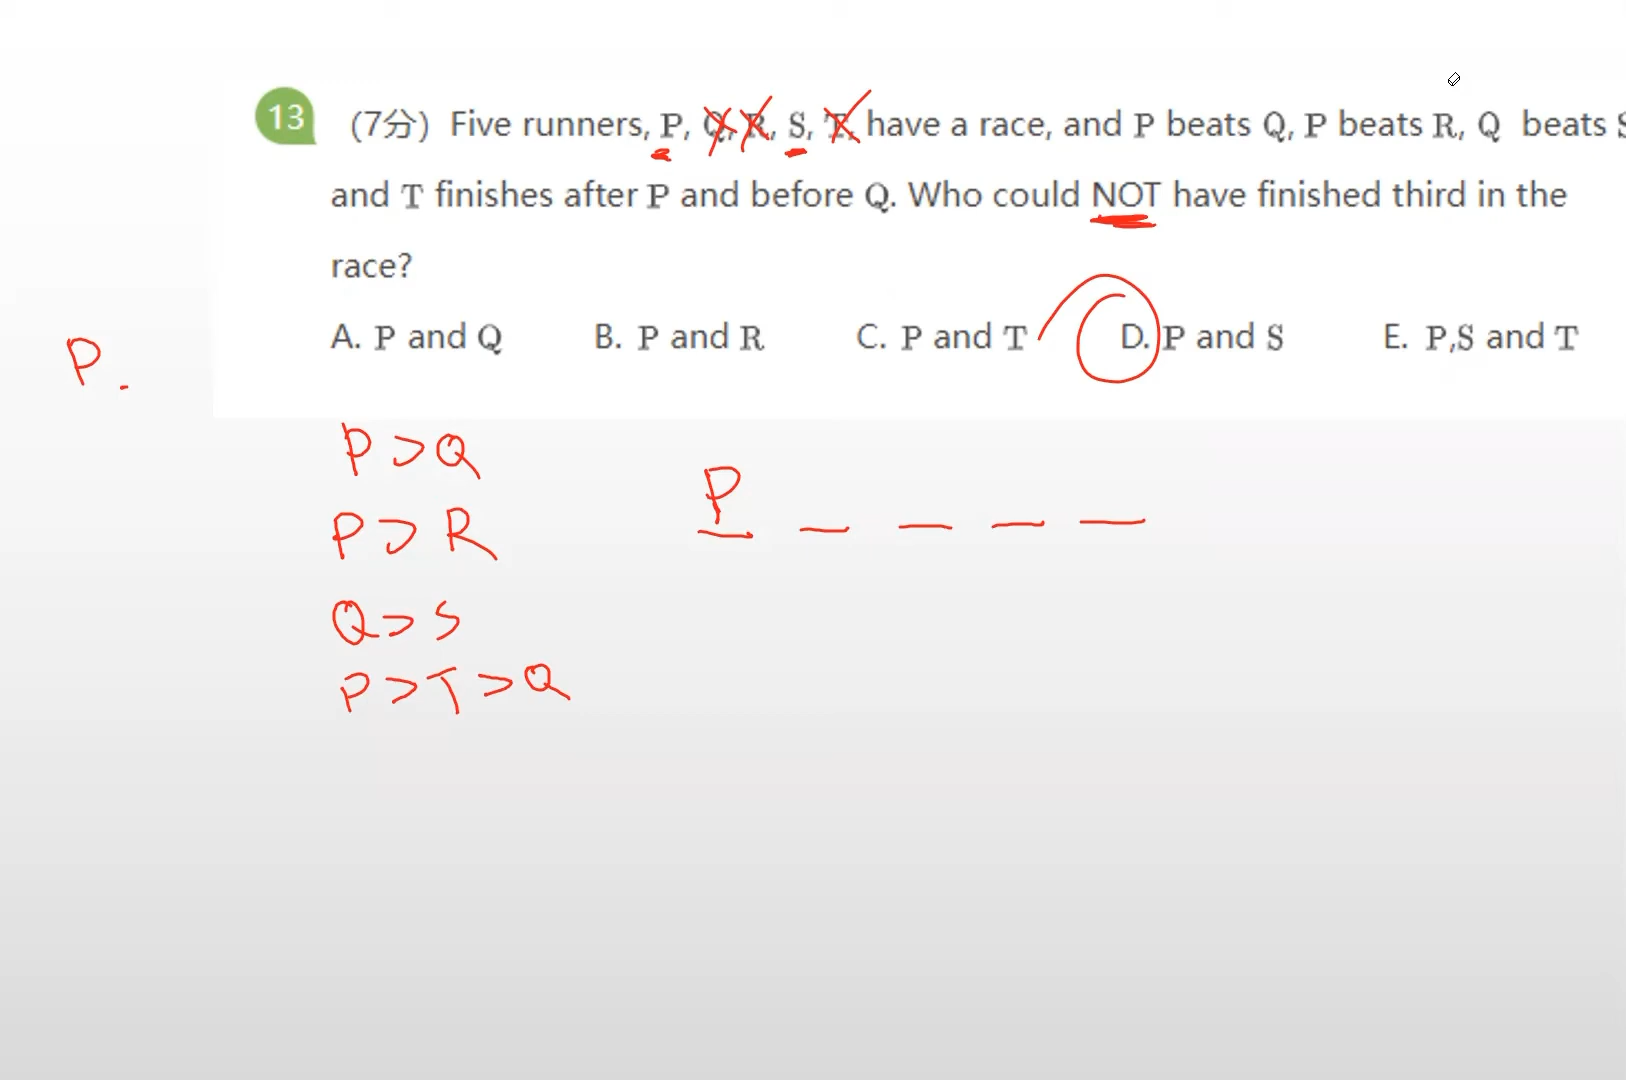 13 (7分) Five runners, P, Q, R, S, T, have a race, and P beats Q, P beats R, Q beats S
and T finishes after P and before Q. Who could NOT have finished third in the
race?
A. P and Q B. P and R C. P and T D. P and S E. P,S and T
P.
P > Q
P
P > R
Q > S
P > T > Q